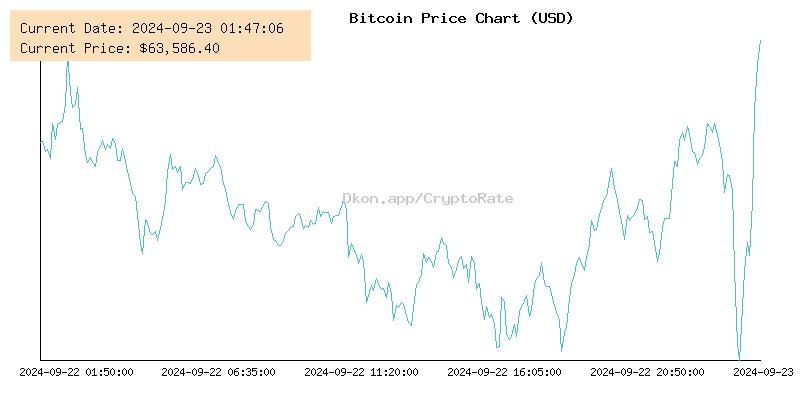 Bitcoin Price Chart (USD)
Current Date: 2024-09-23 01:47:06
Current Price: $63,586.40
Dkon.app/CryptoRate
2024-09-22 01:50:00 2024-09-22 06:35:00 2024-09-22 11:20:00 2024-09-22 16:05:00 2024-09-22 20:50:00 2024-09-23